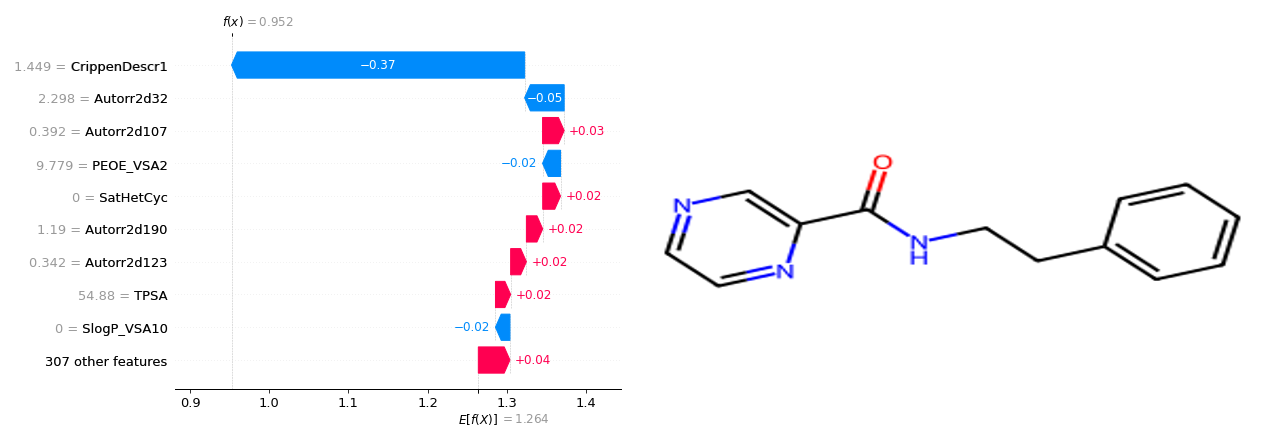 f(x) = 0.952
1.449 = CrippenDescr1
−0.37
2.298 = Autorr2d32
−0.05
0.392 = Autorr2d107
+0.03
9.779 = PEOE_VSA2
−0.02
0 = SatHetCyc
+0.02
1.19 = Autorr2d190
+0.02
0.342 = Autorr2d123
+0.02
54.88 = TPSA
+0.02
0 = SlogP_VSA10
−0.02
307 other features
+0.04
0.9 1.0 1.1 1.2 1.3 1.4
E[f(X)] = 1.264
O
N
N
H
N